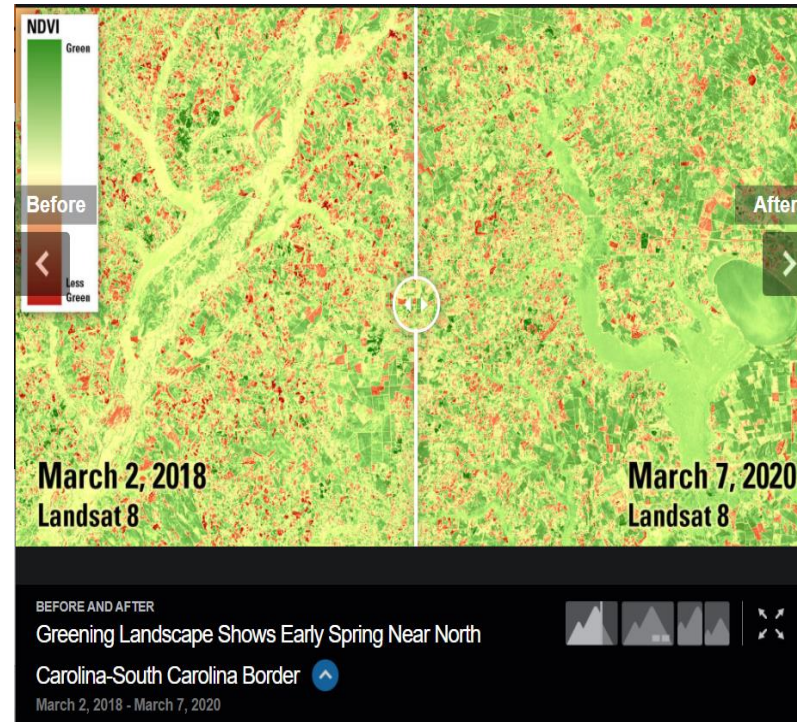 NDVI
Green
Before
After
Less
Green
March 2, 2018
Landsat 8
March 7, 2020
Landsat 8
BEFORE AND AFTER
Greening Landscape Shows Early Spring Near North
Carolina-South Carolina Border
March 2, 2018 - March 7, 2020